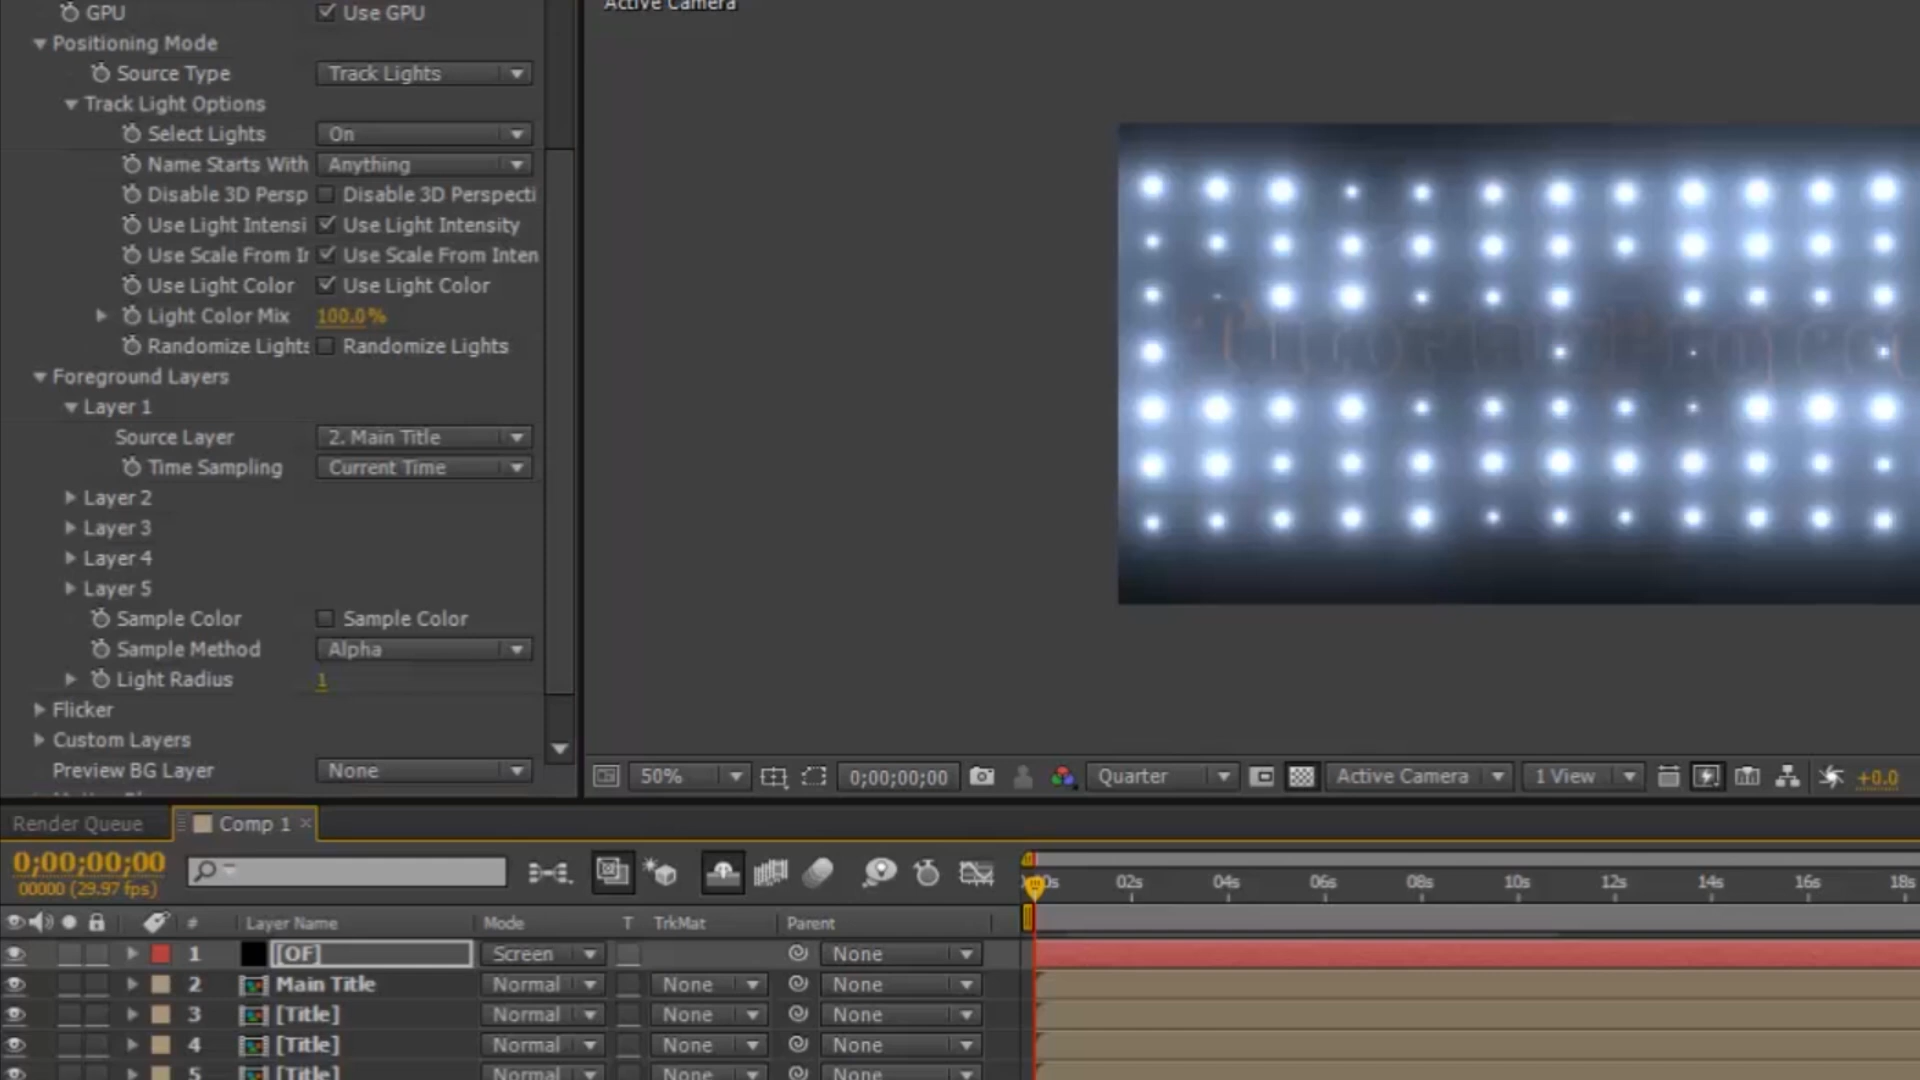 Active Camera
GPU Use GPU
Positioning Mode
Source Type Track Lights
Track Light Options
Select Lights On
Name Starts With Anything
Disable 3D Persp Disable 3D Perspecti
Use Light Intensi Use Light Intensity
Use Scale From Ir Use Scale From Inten
Use Light Color Use Light Color
Light Color Mix 100.0%
Randomize Lights Randomize Lights
Foreground Layers
Layer 1
Source Layer 2. Main Title
Time Sampling Current Time
Layer 2
Layer 3
Layer 4
Layer 5
Sample Color Sample Color
Sample Method Alpha
Light Radius 1
Flicker
Custom Layers
Preview BG Layer None
50% 0;00;00;00 Quarter Active Camera 1 View +0.0
Render Queue Comp 1
0;00;00;00
00000 (29.97 fps)
02s 04s 06s 08s 10s 12s 14s 16s 18s
# Layer Name Mode T TrkMat Parent
1 [OF] Screen None
2 Main Title Normal None None
3 [Title] Normal None None
4 [Title] Normal None None
5 [Title] Normal None None